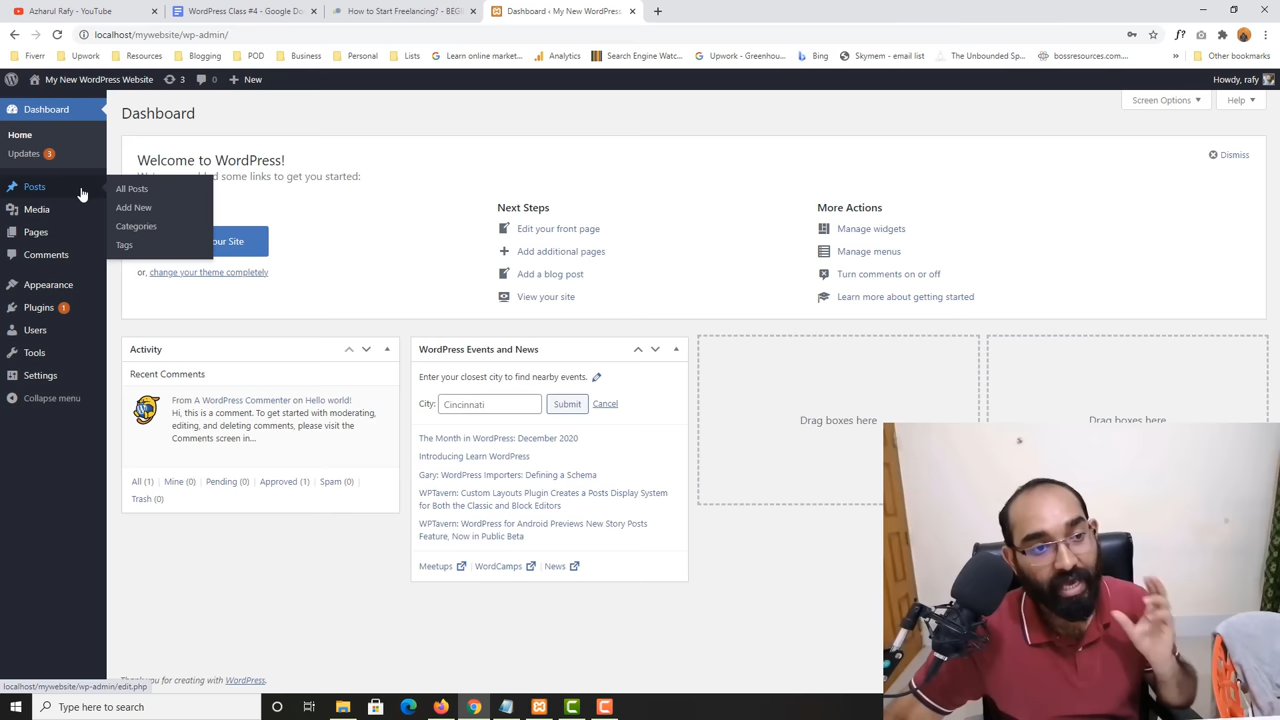 Azharul Rafy - YouTube
WordPress Class #4 - Google Do
How to Start Freelancing? - BEG
Dashboard ‹ My New WordPress
localhost/mywebsite/wp-admin/
Fiverr
Upwork
Resources
Blogging
POD
Business
Personal
Lists
Learn online market...
Analytics
Search Engine Watc...
Upwork - Greenhou...
Bing
Skymem - email list
The Unbounded Sp...
bossresources.com...
»
Other bookmarks
My New WordPress Website
3
0
+ New
Howdy, rafy
Dashboard
Home
Updates 3
Posts
Media
Pages
Comments
Appearance
Plugins 1
Users
Tools
Settings
Collapse menu
All Posts
Add New
Categories
Tags
Dashboard
Screen Options
Help
Welcome to WordPress!
some links to get you started:
Dismiss
our Site
or, change your theme completely
Next Steps
Edit your front page
Add additional pages
Add a blog post
View your site
More Actions
Manage widgets
Manage menus
Turn comments on or off
Learn more about getting started
Activity
Recent Comments
From A WordPress Commenter on Hello world!
Hi, this is a comment. To get started with moderating,
editing, and deleting comments, please visit the
Comments screen in...
All (1) | Mine (0) | Pending (0) | Approved (1) | Spam (0) |
Trash (0)
WordPress Events and News
Enter your closest city to find nearby events.
City: Cincinnati Submit Cancel
The Month in WordPress: December 2020
Introducing Learn WordPress
Gary: WordPress Importers: Defining a Schema
WPTavern: Custom Layouts Plugin Creates a Posts Display System
for Both the Classic and Block Editors
WPTavern: WordPress for Android Previews New Story Posts
Feature, Now in Public Beta
Meetups | WordCamps | News
Drag boxes here
Drag boxes here
Thank you for creating with WordPress.
localhost/mywebsite/wp-admin/edit.php
Type here to search